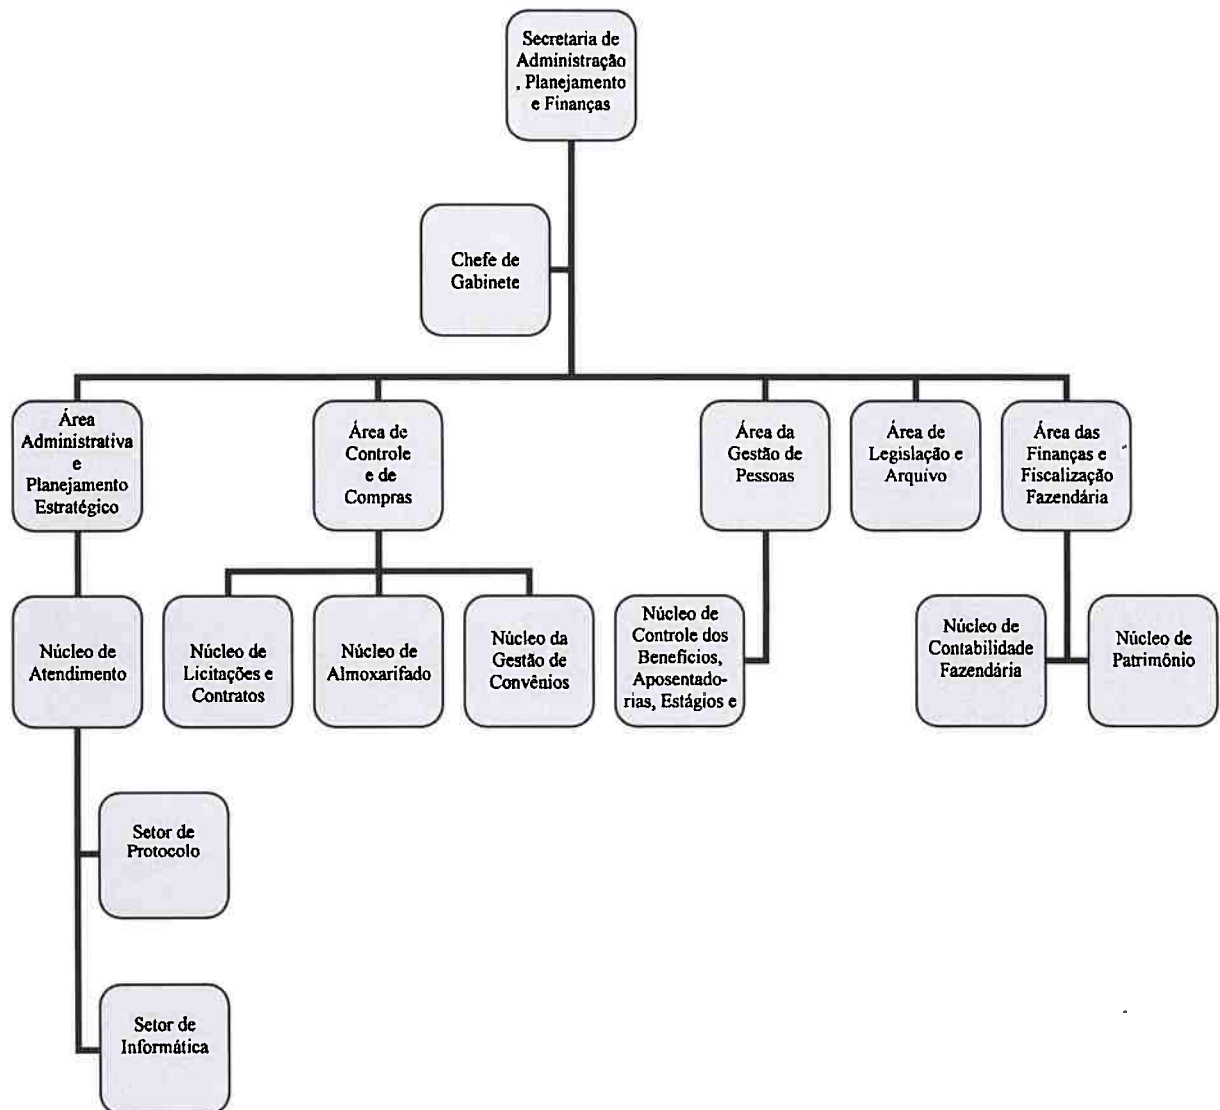 Secretaria de
Administração
, Planejamento
e Finanças
Chefe de
Gabinete
Área
Administrativa
e
Planejamento
Estratégico
Área de
Controle
e de
Compras
Área da
Gestão de
Pessoas
Área de
Legislação e
Arquivo
Área das
Finanças e
Fiscalização
Fazendária
Núcleo de
Atendimento
Núcleo de
Licitações e
Contratos
Núcleo de
Almoxarifado
Núcleo da
Gestão de
Convênios
Núcleo de
Controle dos
Benefícios,
Aposentado-
rias, Estágios e
Núcleo de
Contabilidade
Fazendária
Núcleo de
Patrimônio
Setor de
Protocolo
Setor de
Informática